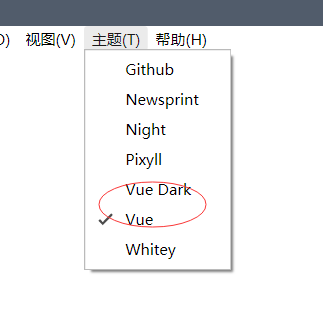 )) 视图(V) 主题(T) 帮助(H)
Github
Newsprint
Night
Pixyll
Vue Dark
Vue
Whitey